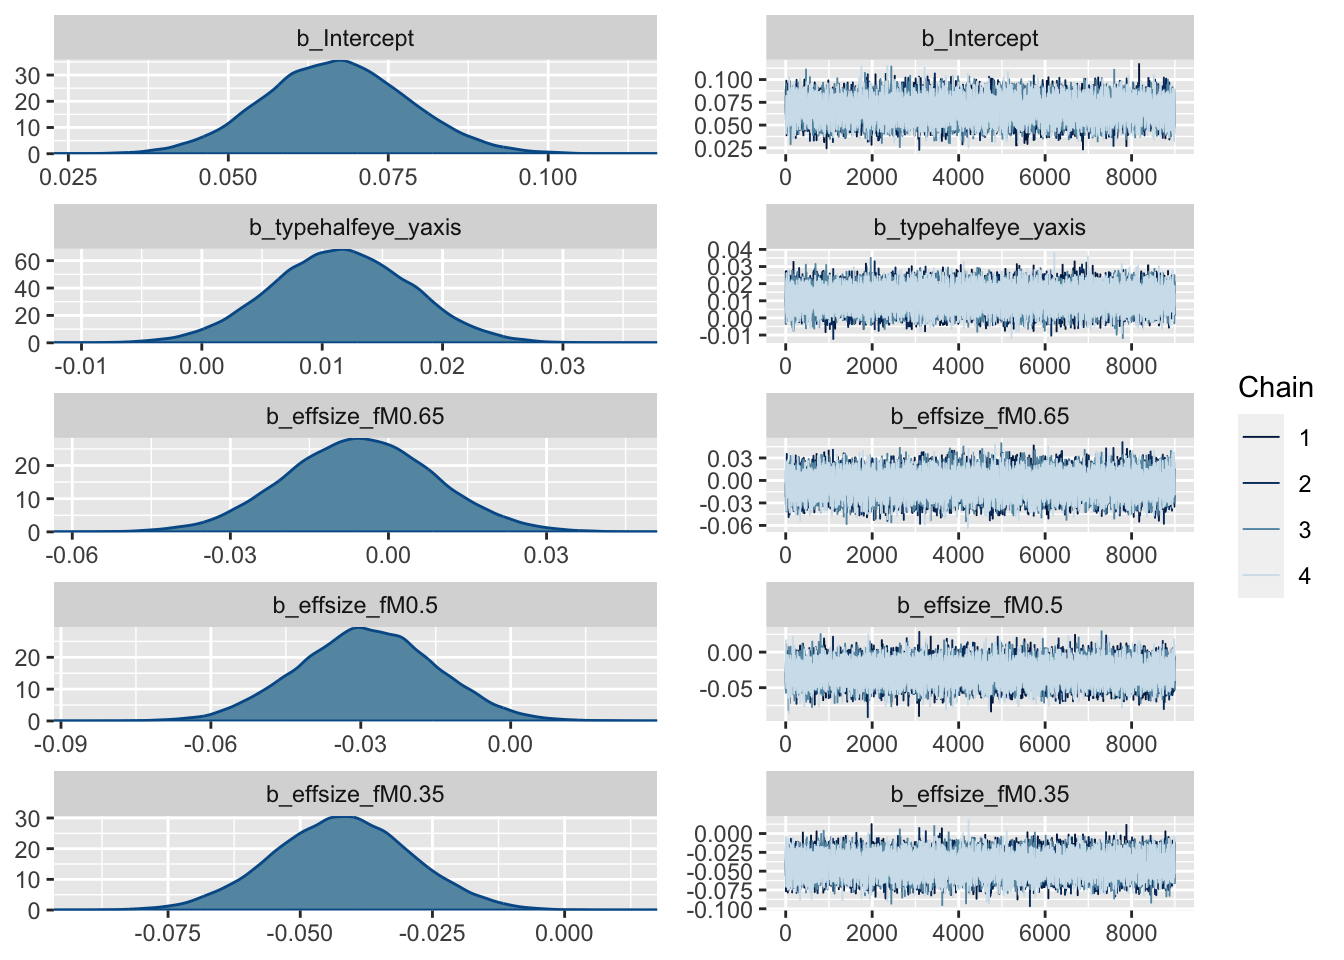 b_Intercept
30
20
10
0
0.025 0.050 0.075 0.100
b_Intercept
0.100
0.075
0.050
0.025
0 2000 4000 6000 8000
b_typehalfeye_yaxis
60
40
20
0
-0.01 0.00 0.01 0.02 0.03
b_typehalfeye_yaxis
0.04
0.03
0.02
0.01
0.00
-0.01
0 2000 4000 6000 8000
b_effsize_fM0.65
20
10
0
-0.06 -0.03 0.00 0.03
b_effsize_fM0.65
0.03
0.00
-0.03
-0.06
0 2000 4000 6000 8000
b_effsize_fM0.5
20
10
0
-0.09 -0.06 -0.03 0.00
b_effsize_fM0.5
0.00
-0.05
0 2000 4000 6000 8000
b_effsize_fM0.35
30
20
10
0
-0.075 -0.050 -0.025 0.000
b_effsize_fM0.35
0.000
-0.025
-0.050
-0.075
-0.100
0 2000 4000 6000 8000
Chain
1
2
3
4